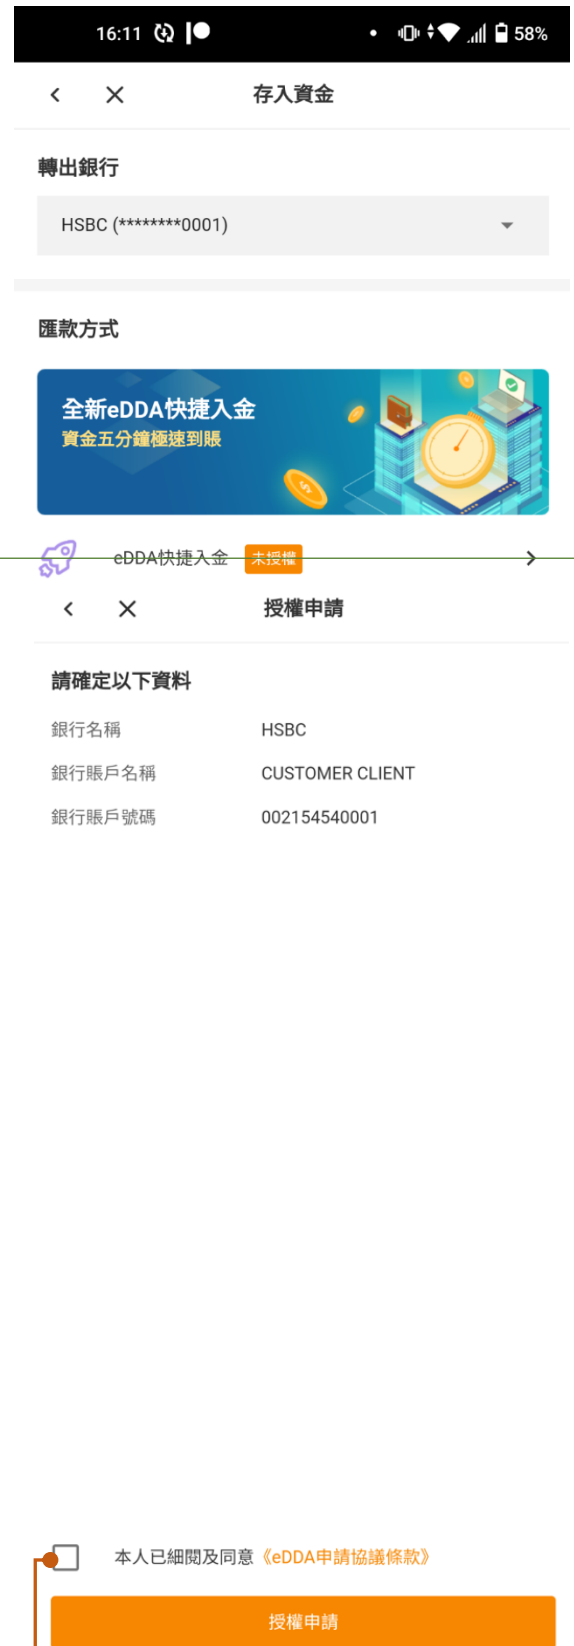 16:11 58%
存入資金
轉出銀行
HSBC (********0001)
匯款方式
全新eDDA快捷入金
資金五分鐘極速到賬
eDDA快捷入金 未授權
授權申請
請確定以下資料
銀行名稱 HSBC
銀行賬戶名稱 CUSTOMER CLIENT
銀行賬戶號碼 002154540001
本人已細閱及同意《eDDA申請協議條款》
授權申請